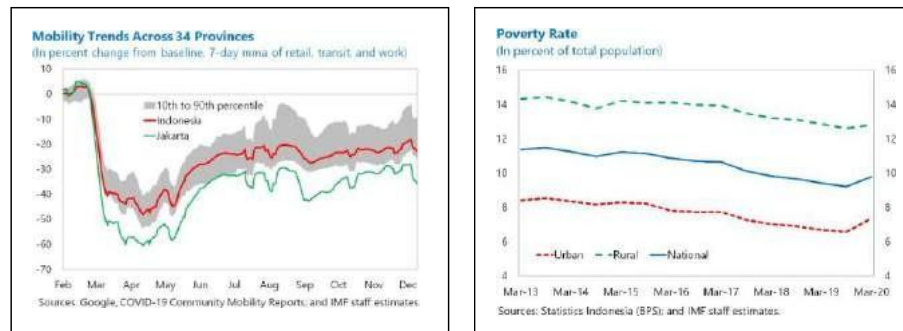 Mobility Trends Across 34 Provinces
(In percent change from baseline, 7-day mma of retail, transit, and work)
10
0
-10
-20
-30
-40
-50
-60
-70
10th to 90th percentile
Indonesia
Jakarta
Feb Mar Apr May Jun Jul Aug Sep Oct Nov Dec
Sources: Google, COVID-19 Community Mobility Reports; and IMF staff estimates.
Poverty Rate
(In percent of total population)
16 16
14 14
12 12
10 10
8 8
6 6
4 4
Urban Rural National
Mar-13 Mar-14 Mar-15 Mar-16 Mar-17 Mar-18 Mar-19 Mar-20
Sources: Statistics Indonesia (BPS); and IMF staff estimates.